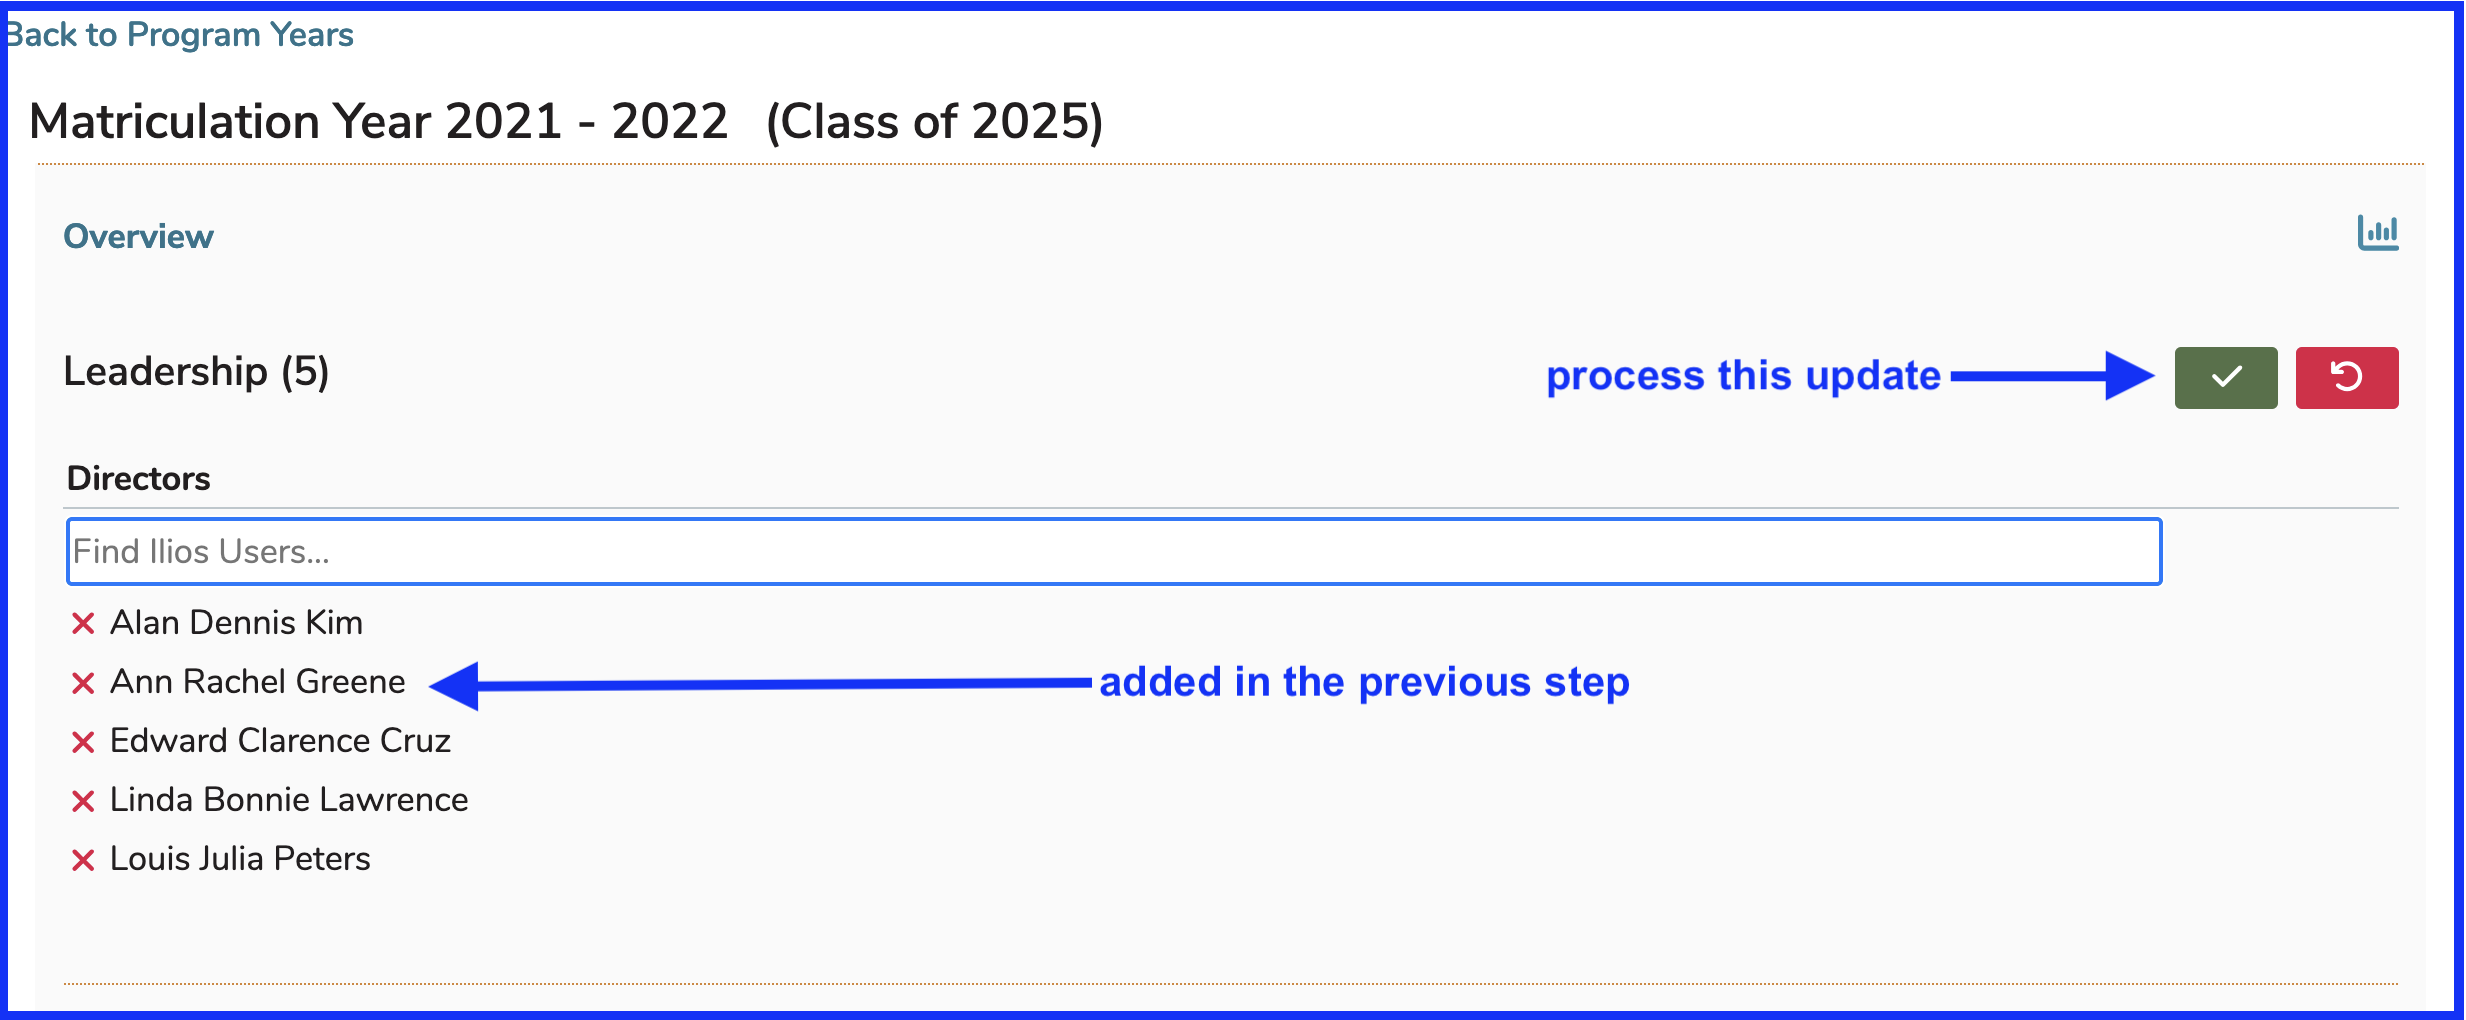 Back to Program Years
Matriculation Year 2021 - 2022 (Class of 2025)
Overview
Leadership (5)
process this update
Directors
Find Ilios Users...
Alan Dennis Kim
Ann Rachel Greene
added in the previous step
Edward Clarence Cruz
Linda Bonnie Lawrence
Louis Julia Peters